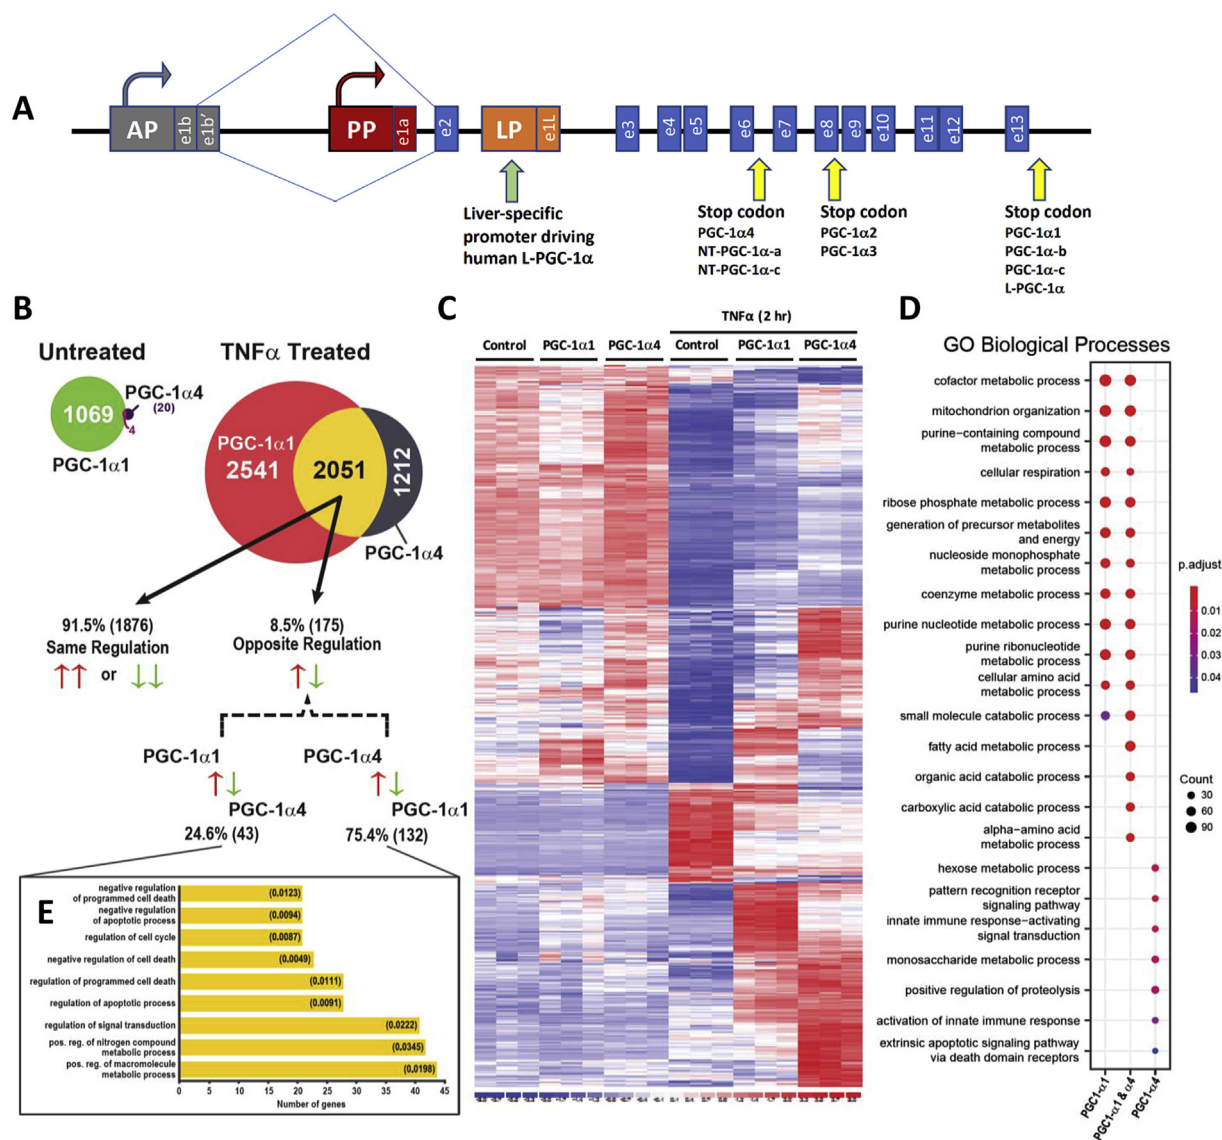 A
AP
e1b
e1b'
PP
e1a
e2
LP
e1L
e3
e4
e5
e6
e7
e8
e9
e10
e11
e12
e13
Liver-specific
promoter driving
human L-PGC-1α
Stop codon
PGC-1α4
NT-PGC-1α-a
NT-PGC-1α-c
Stop codon
PGC-1α2
PGC-1α3
Stop codon
PGC-1α1
PGC-1α-b
PGC-1α-c
L-PGC-1α
B
Untreated
1069
PGC-1α4
(20)
4
PGC-1α1
TNFα Treated
PGC-1α1
2541
2051
1212
PGC-1α4
91.5% (1876)
Same Regulation
↑↑ or ↓↓
8.5% (175)
Opposite Regulation
↑↓
PGC-1α1
↑↓
PGC-1α4
24.6% (43)
PGC-1α4
↑↓
PGC-1α1
75.4% (132)
C
TNFα (2 hr)
Control
PGC-1α1
PGC-1α4
Control
PGC-1α1
PGC-1α4
D
GO Biological Processes
cofactor metabolic process
mitochondrion organization
purine−containing compound
metabolic process
cellular respiration
ribose phosphate metabolic process
generation of precursor metabolites
and energy
nucleoside monophosphate
metabolic process
coenzyme metabolic process
purine nucleotide metabolic process
purine ribonucleotide
metabolic process
cellular amino acid
metabolic process
small molecule catabolic process
fatty acid metabolic process
organic acid catabolic process
carboxylic acid catabolic process
alpha−amino acid
metabolic process
hexose metabolic process
pattern recognition receptor
signaling pathway
innate immune response−activating
signal transduction
monosaccharide metabolic process
positive regulation of proteolysis
activation of innate immune response
extrinsic apoptotic signaling pathway
via death domain receptors
PGC1-α1
PGC1-α1 & α4
PGC1-α4
p.adjust
0.01
0.02
0.03
0.04
Count
30
60
90
E
negative regulation
of programmed cell death
(0.0123)
negative regulation
of apoptotic process
(0.0094)
regulation of cell cycle
(0.0087)
negative regulation of cell death
(0.0049)
regulation of programmed cell death
(0.0111)
regulation of apoptotic process
(0.0091)
regulation of signal transduction
(0.0222)
pos. reg. of nitrogen compound
metabolic process
(0.0345)
pos. reg. of macromolecule
metabolic process
(0.0198)
0 5 10 15 20 25 30 35 40 45
Number of genes